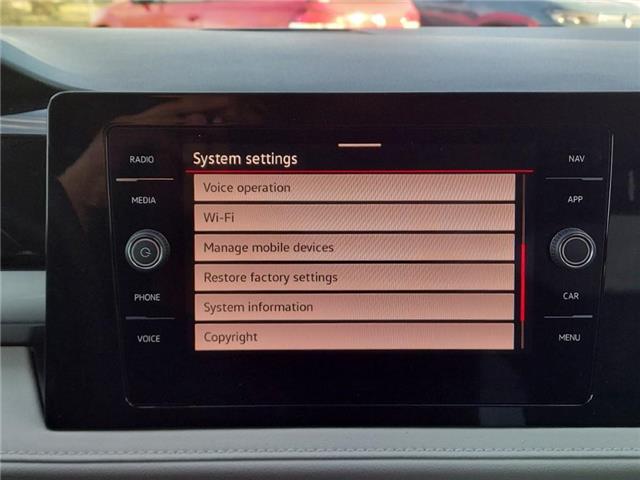 RADIO
MEDIA
PHONE
VOICE
System settings
Voice operation
Wi-Fi
Manage mobile devices
Restore factory settings
System information
Copyright
NAV
APP
CAR
MENU